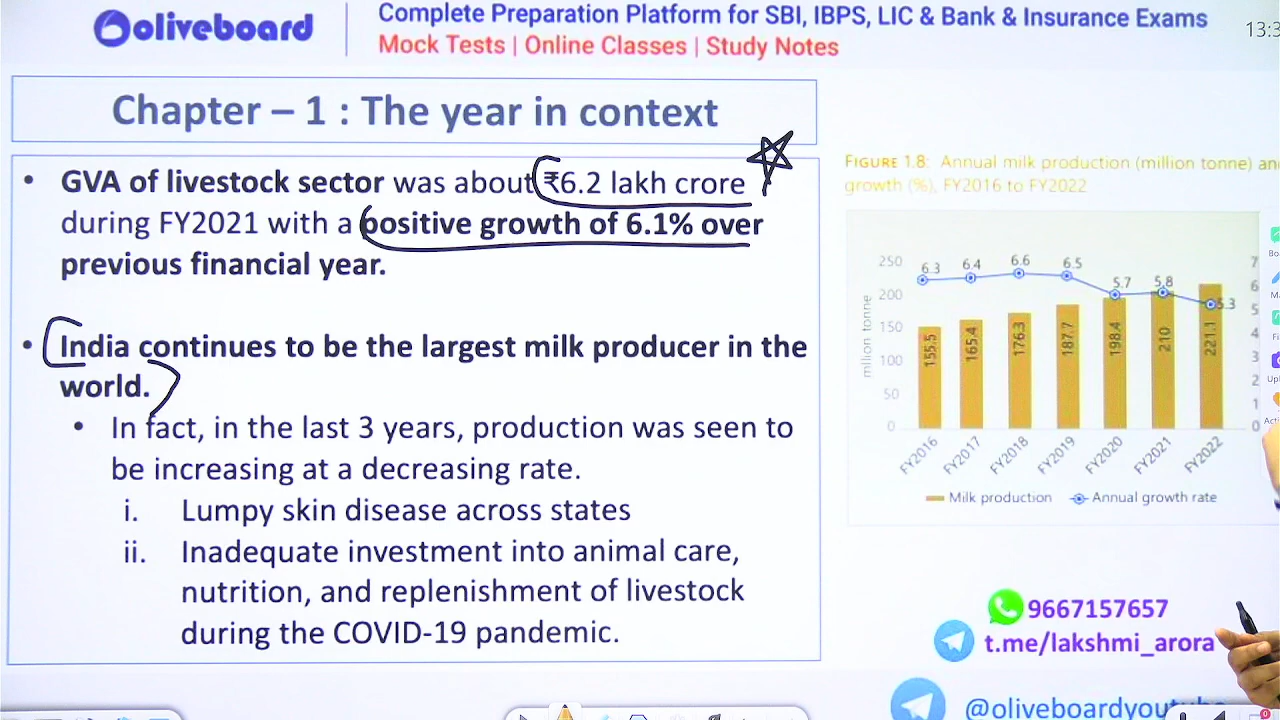 oliveboard
Complete Preparation Platform for SBI, IBPS, LIC & Bank & Insurance Exams
Mock Tests | Online Classes | Study Notes
13:3
Chapter – 1 : The year in context
• GVA of livestock sector was about ₹6.2 lakh crore
during FY2021 with a positive growth of 6.1% over
previous financial year.
• India continues to be the largest milk producer in the
world.
• In fact, in the last 3 years, production was seen to
be increasing at a decreasing rate.
i. Lumpy skin disease across states
ii. Inadequate investment into animal care,
nutrition, and replenishment of livestock
during the COVID-19 pandemic.
FIGURE 1.8: Annual milk production (million tonne) an
growth (%), FY2016 to FY2022
million tonne
250
200
150
100
50
0
6.3 6.4 6.6 6.5 5.7 5.8 5.3
155.5 165.4 176.3 187.7 198.4 210 221.1
7
6
5
4
3
2
1
0
FY2016 FY2017 FY2018 FY2019 FY2020 FY2021 FY2022
Milk production Annual growth rate
9667157657
t.me/lakshmi_arora